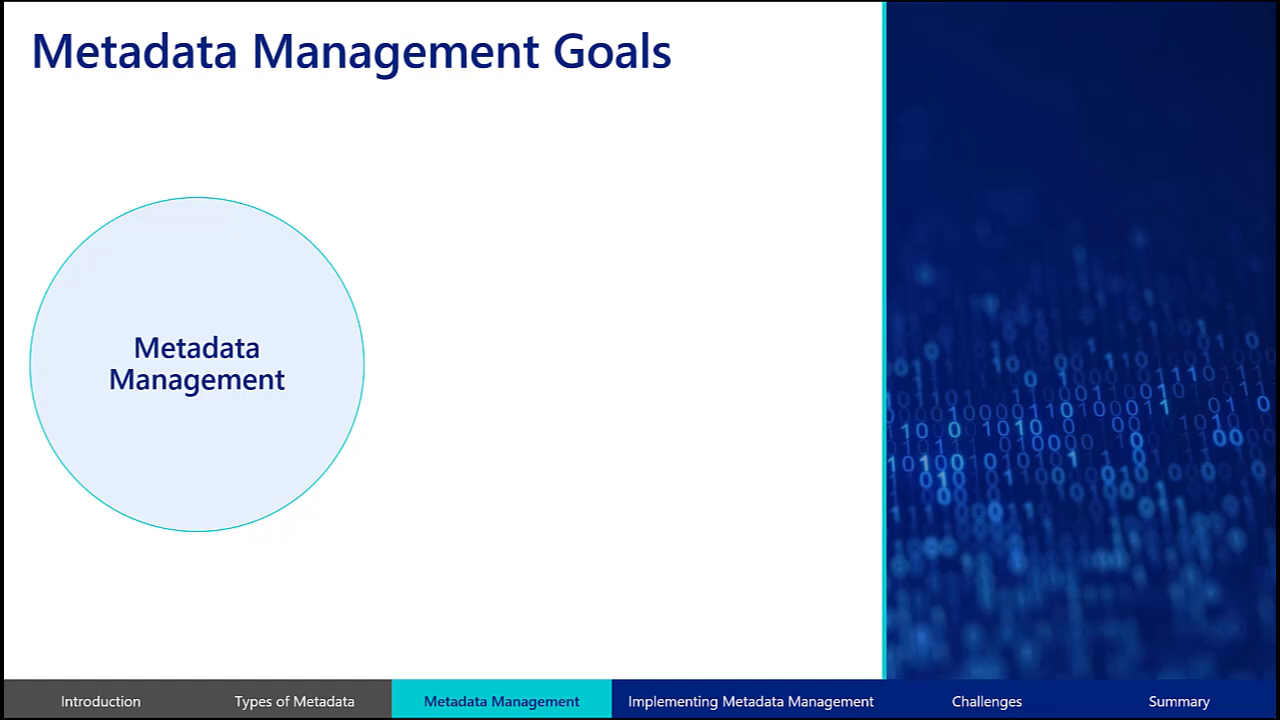 Metadata Management Goals
Metadata
Management
Introduction
Types of Metadata
Metadata Management
Implementing Metadata Management
Challenges
Summary